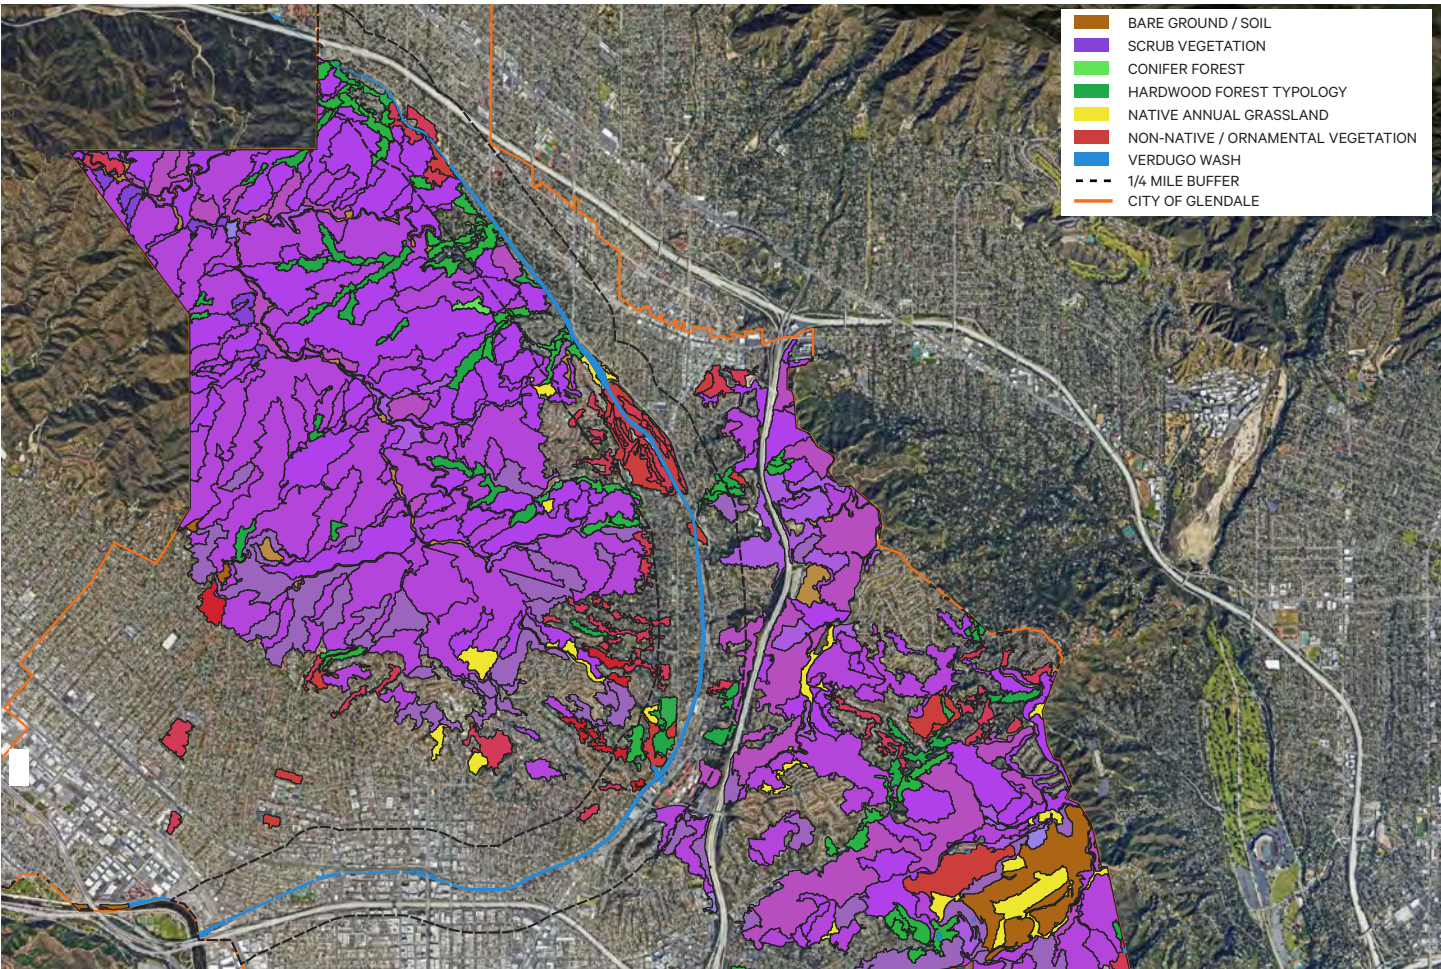 BARE GROUND / SOIL
SCRUB VEGETATION
CONIFER FOREST
HARDWOOD FOREST TYPOLOGY
NATIVE ANNUAL GRASSLAND
NON-NATIVE / ORNAMENTAL VEGETATION
VERDUGO WASH
1/4 MILE BUFFER
CITY OF GLENDALE